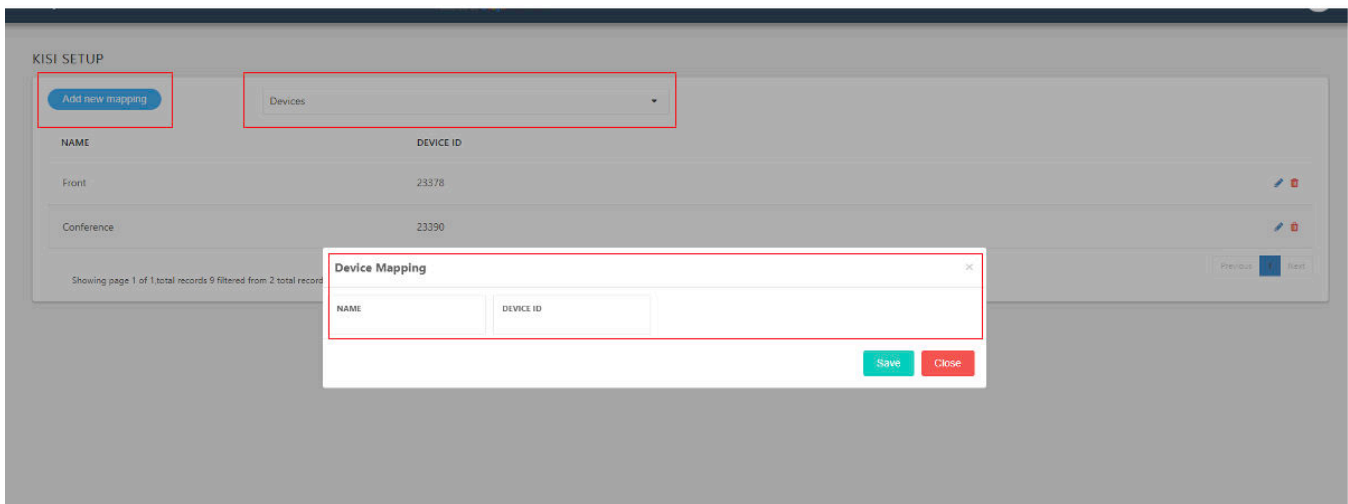 KISI SETUP
Add new mapping
Devices
NAME DEVICE ID
Front 23378
Conference 23390
Showing page 1 of 1,total records 9 filtered from 2 total record
Previous 1 Next
Device Mapping ×
NAME DEVICE ID
Save Close